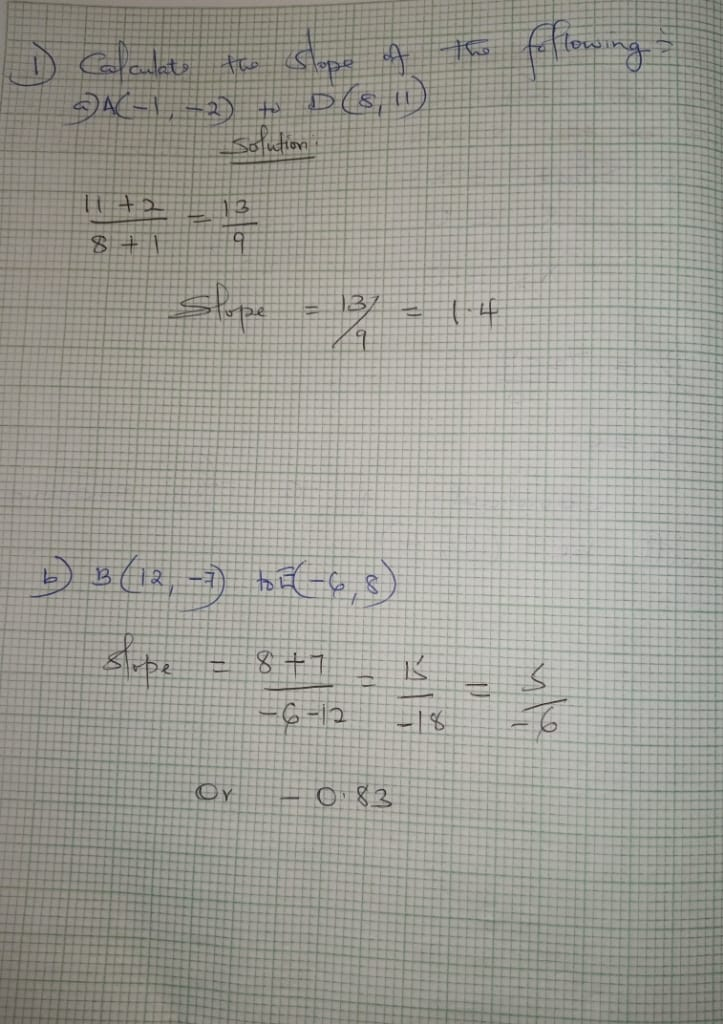 1) Calculate the slope of the following:
a) A(-1, -2) to D(8, 11)
Solution:
11 + 2 / 8 + 1 = 13 / 9
Slope = 13/9 = 1.4
b) B(12, -7) to E(-6, 8)
Slope = 8 + 7 / -6 - 12 = 15 / -18 = 5 / -6
Or - 0.83